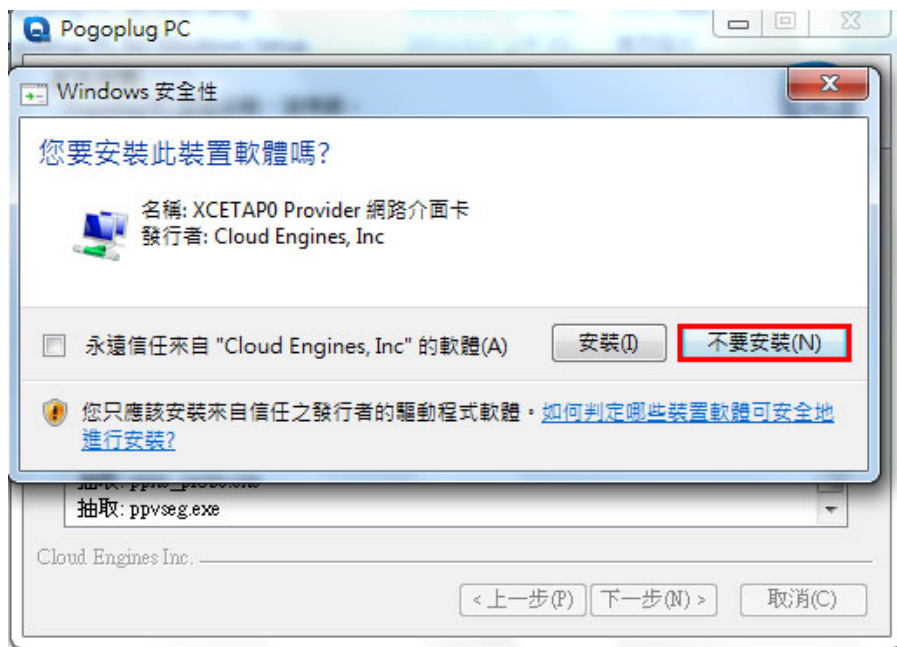 Pogoplug PC
Windows 安全性
您要安裝此裝置軟體嗎?
名稱: XCETAP0 Provider 網路介面卡
發行者: Cloud Engines, Inc
永遠信任來自 "Cloud Engines, Inc" 的軟體(A)
安裝(I)
不要安裝(N)
您只應該安裝來自信任之發行者的驅動程式軟體。如何判定哪些裝置軟體可安全地
進行安裝?
抽取: ppvseg.exe
Cloud Engines Inc.
<上一步(P)
下一步(N) >
取消(C)